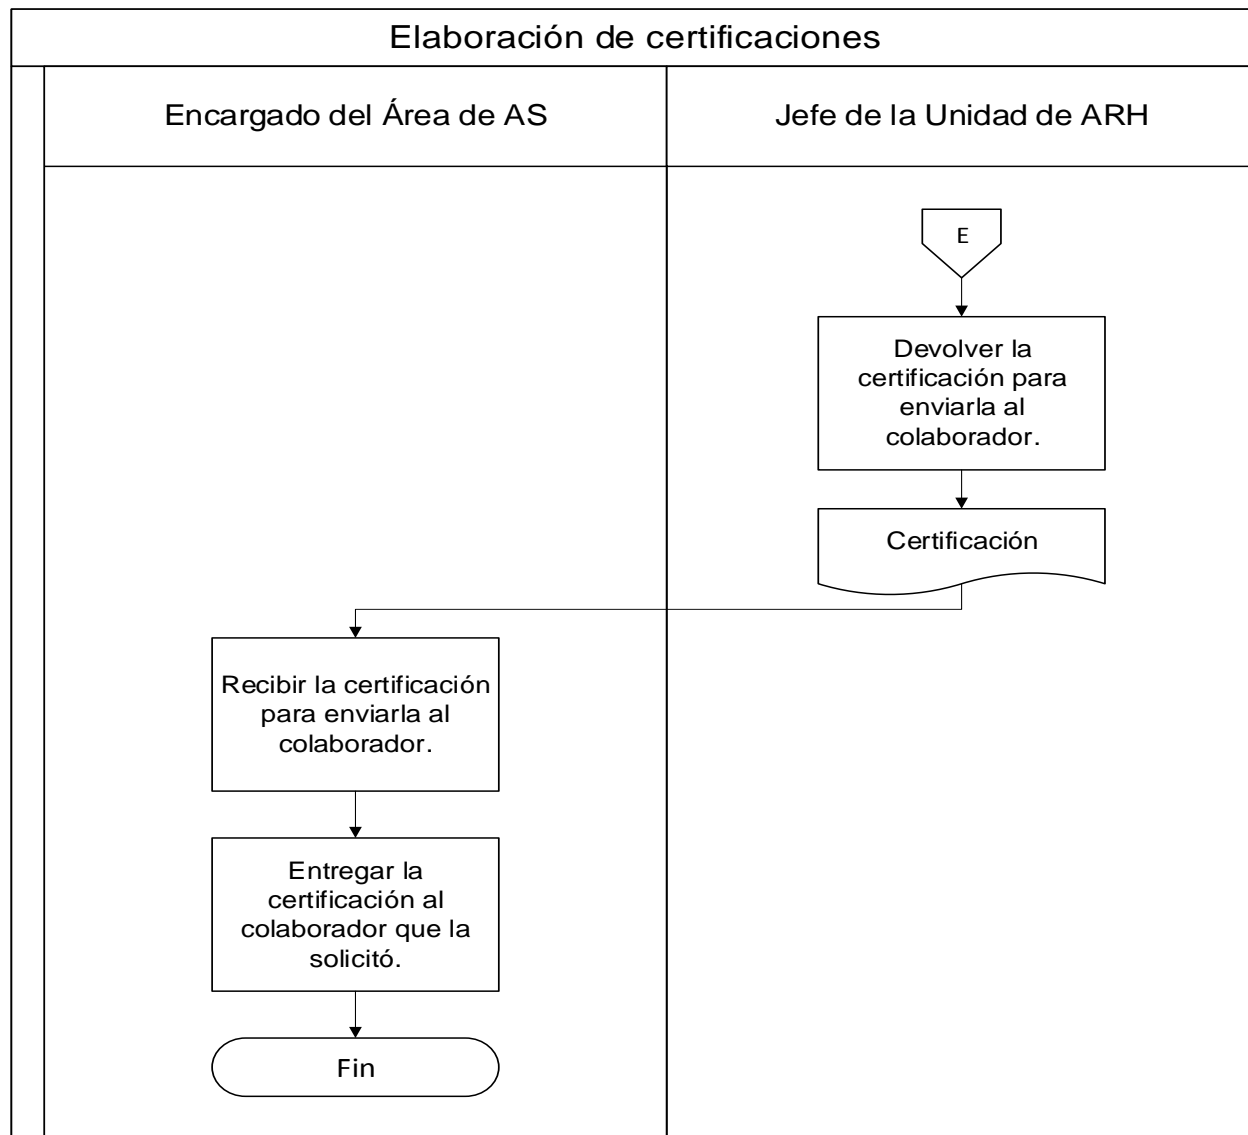 Elaboración de certificaciones
Encargado del Área de AS
Jefe de la Unidad de ARH
E
Devolver la
certificación para
enviarla al
colaborador.
Certificación
Recibir la certificación
para enviarla al
colaborador.
Entregar la
certificación al
colaborador que la
solicitó.
Fin